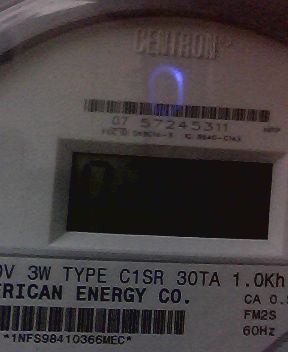 CENTRON
07 57245311
0V 3W TYPE C1SR 30TA 1.0Kh
RICAN ENERGY CO.
CA 0.
FM2S
*1NFS98410366MEC*
60Hz